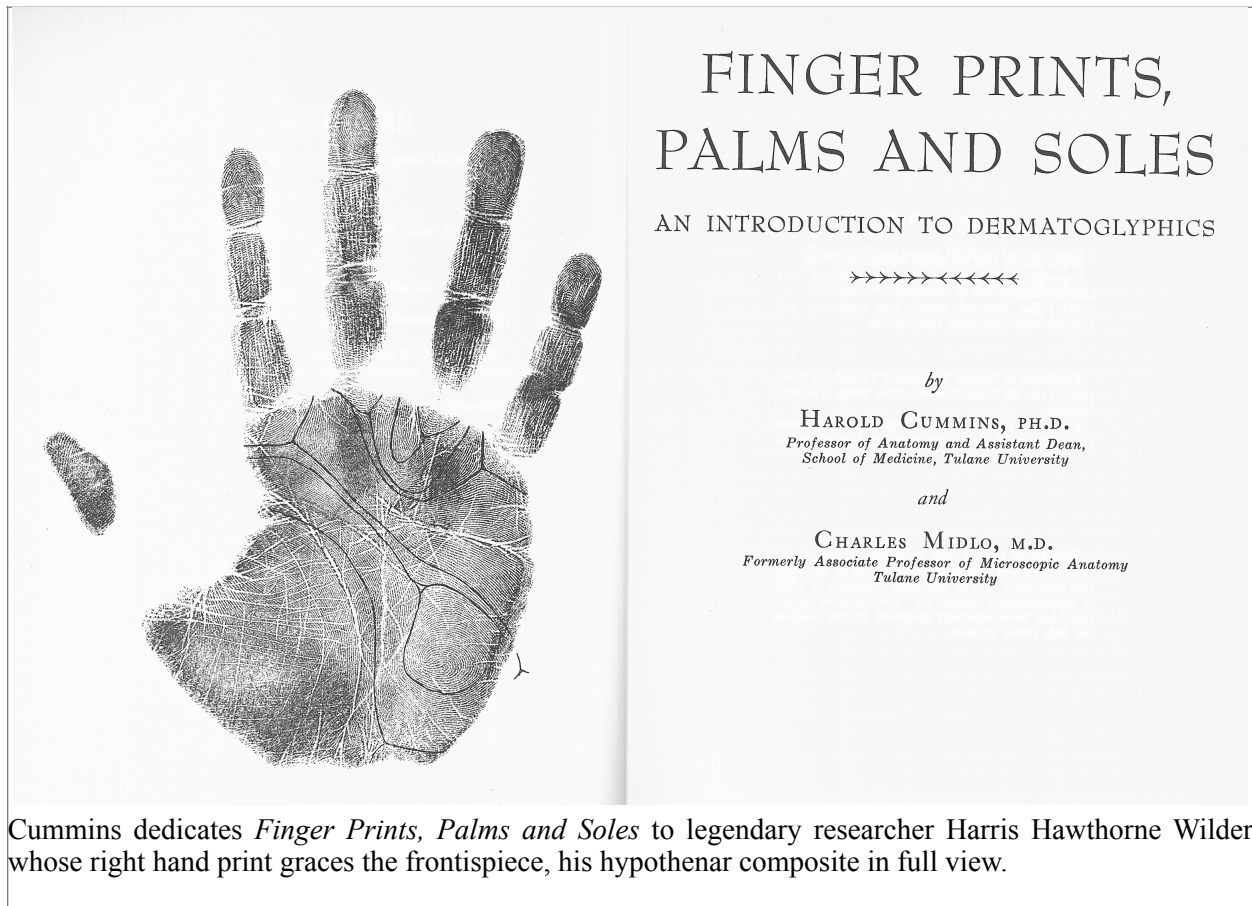 FINGER PRINTS,
PALMS AND SOLES
AN INTRODUCTION TO DERMATOGLYPHICS
by
HAROLD CUMMINS, PH.D.
Professor of Anatomy and Assistant Dean,
School of Medicine, Tulane University
and
CHARLES MIDLO, M.D.
Formerly Associate Professor of Microscopic Anatomy
Tulane University
Cummins dedicates Finger Prints, Palms and Soles to legendary researcher Harris Hawthorne Wilder
whose right hand print graces the frontispiece, his hypothenar composite in full view.